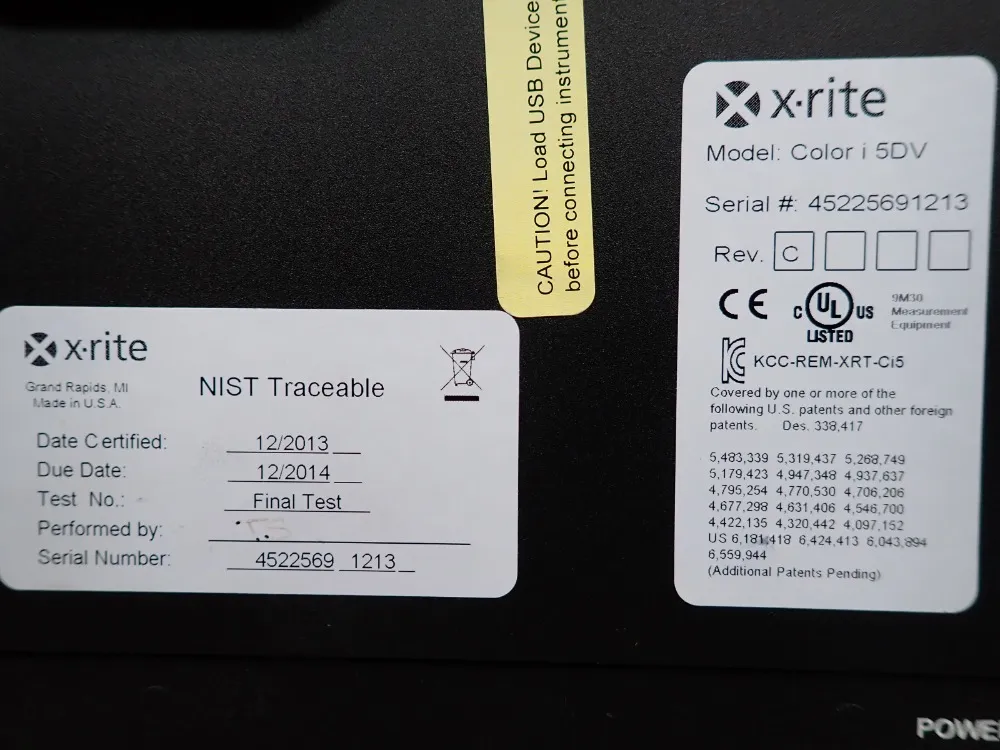 CAUTION! Load USB Device
before connecting instrument
x·rite
Model: Color i 5DV
Serial #: 45225691213
Rev. C
CE
c UL US
LISTED
9M30
Measurement
Equipment
KCC-REM-XRT-Ci5
Covered by one or more of the
following U.S. patents and other foreign
patents. Des. 338,417
5,483,339 5,319,437 5,268,749
5,179,423 4,947,348 4,937,637
4,795,254 4,770,530 4,706,206
4,677,298 4,631,406 4,546,700
4,422,135 4,320,442 4,097,152
US 6,181,418 6,424,413 6,043,894
6,559,944
(Additional Patents Pending)
x·rite
Grand Rapids, MI
Made in U.S.A.
NIST Traceable
Date Certified: 12/2013
Due Date: 12/2014
Test No.: Final Test
Performed by:
Serial Number: 4522569 1213
POWE